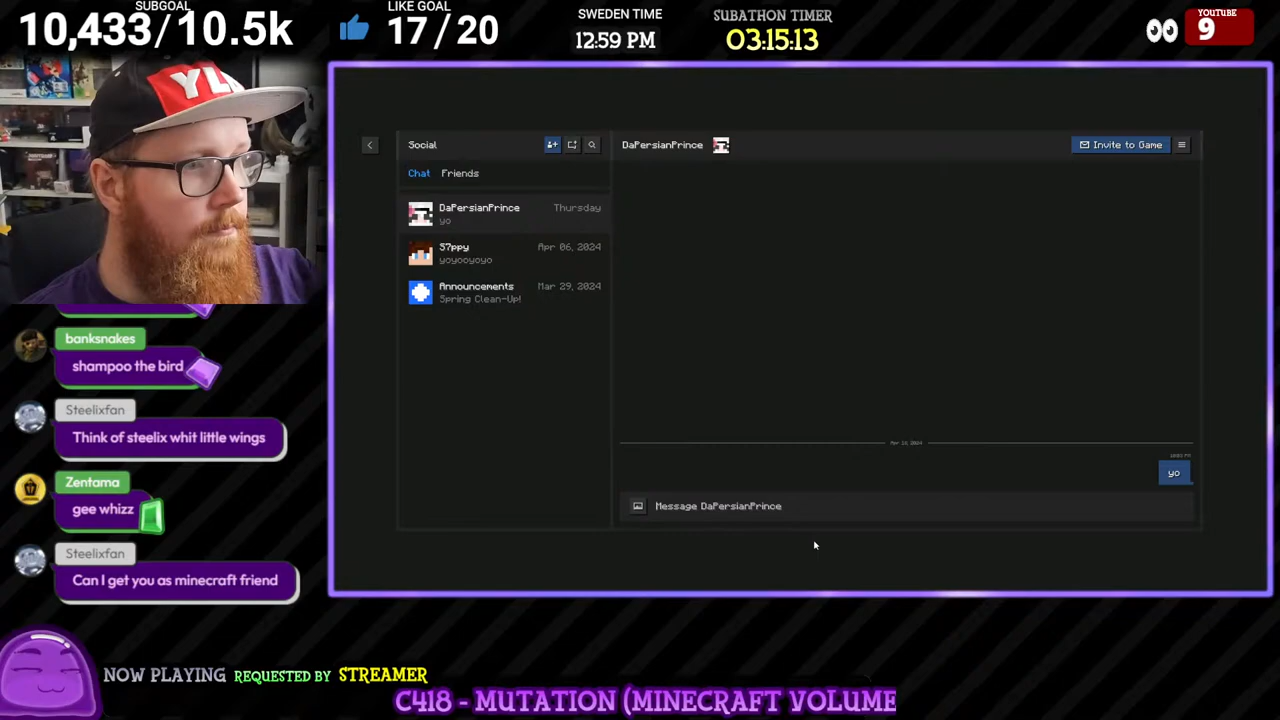 SUBGOAL
10,433/10.5k
LIKE GOAL
17/20
SWEDEN TIME
12:59 PM
SUBATHON TIMER
03:15:13
YOUTUBE
9
YLA
Social
DaPersianPrince
Invite to Game
Chat Friends
DaPersianPrince Thursday
yo
S7ppy Apr 06, 2024
yoyooyoyo
Announcements Mar 29, 2024
Spring Clean-Up!
yo
Message DaPersianPrince
banksnakes
shampoo the bird
Steelixfan
Think of steelix whit little wings
Zentama
gee whizz
Steelixfan
Can I get you as minecraft friend
NOW PLAYING REQUESTED BY STREAMER
C418 - MUTATION (MINECRAFT VOLUME